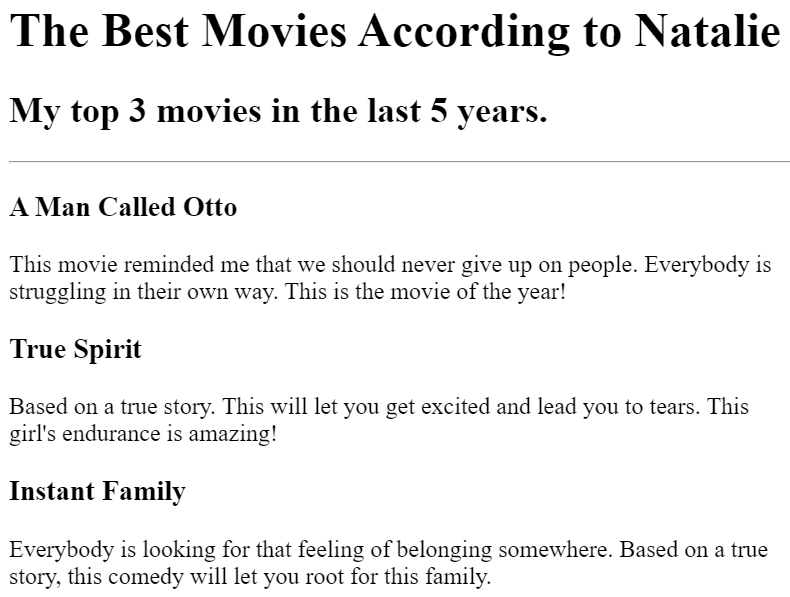 The Best Movies According to Natalie
My top 3 movies in the last 5 years.
A Man Called Otto
This movie reminded me that we should never give up on people. Everybody is
struggling in their own way. This is the movie of the year!
True Spirit
Based on a true story. This will let you get excited and lead you to tears. This
girl's endurance is amazing!
Instant Family
Everybody is looking for that feeling of belonging somewhere. Based on a true
story, this comedy will let you root for this family.